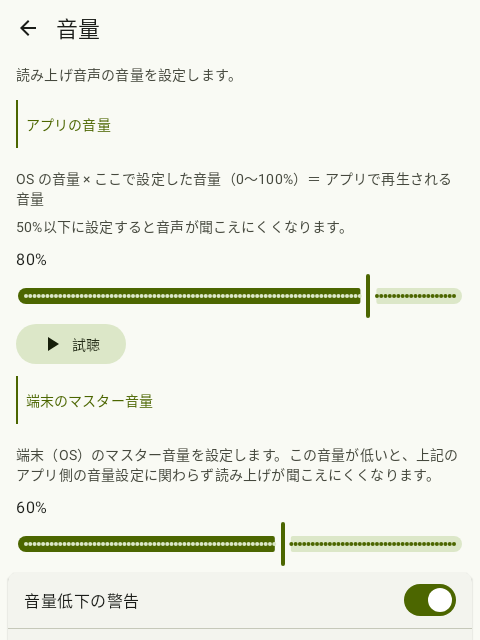 音量
読み上げ音声の音量を設定します。
アプリの音量
OS の音量 × ここで設定した音量（0〜100%）＝ アプリで再生される
音量
50%以下に設定すると音声が聞こえにくくなります。
80%
試聴
端末のマスター音量
端末（OS）のマスター音量を設定します。この音量が低いと、上記の
アプリ側の音量設定に関わらず読み上げが聞こえにくくなります。
60%
音量低下の警告